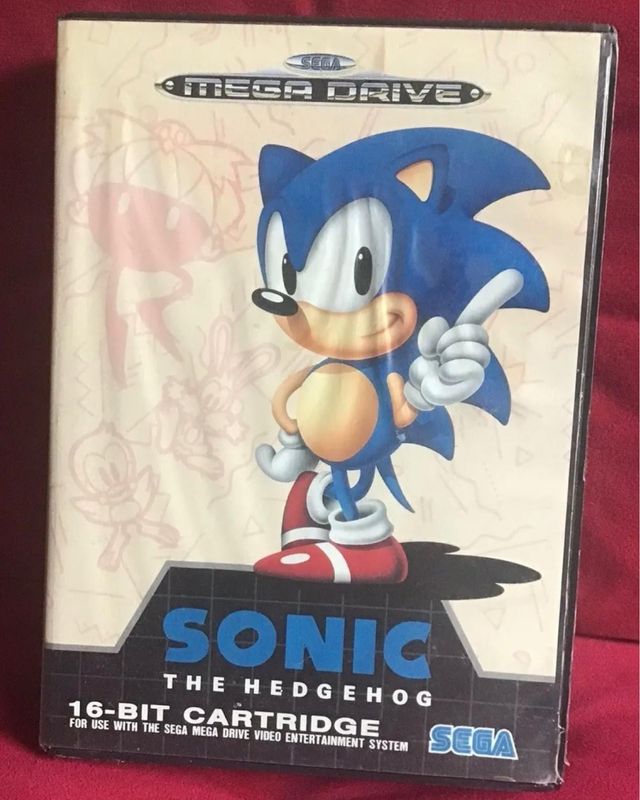 SEGA
MEGA DRIVE
SONIC
THE HEDGEHOG
16-BIT CARTRIDGE
FOR USE WITH THE SEGA MEGA DRIVE VIDEO ENTERTAINMENT SYSTEM
SEGA